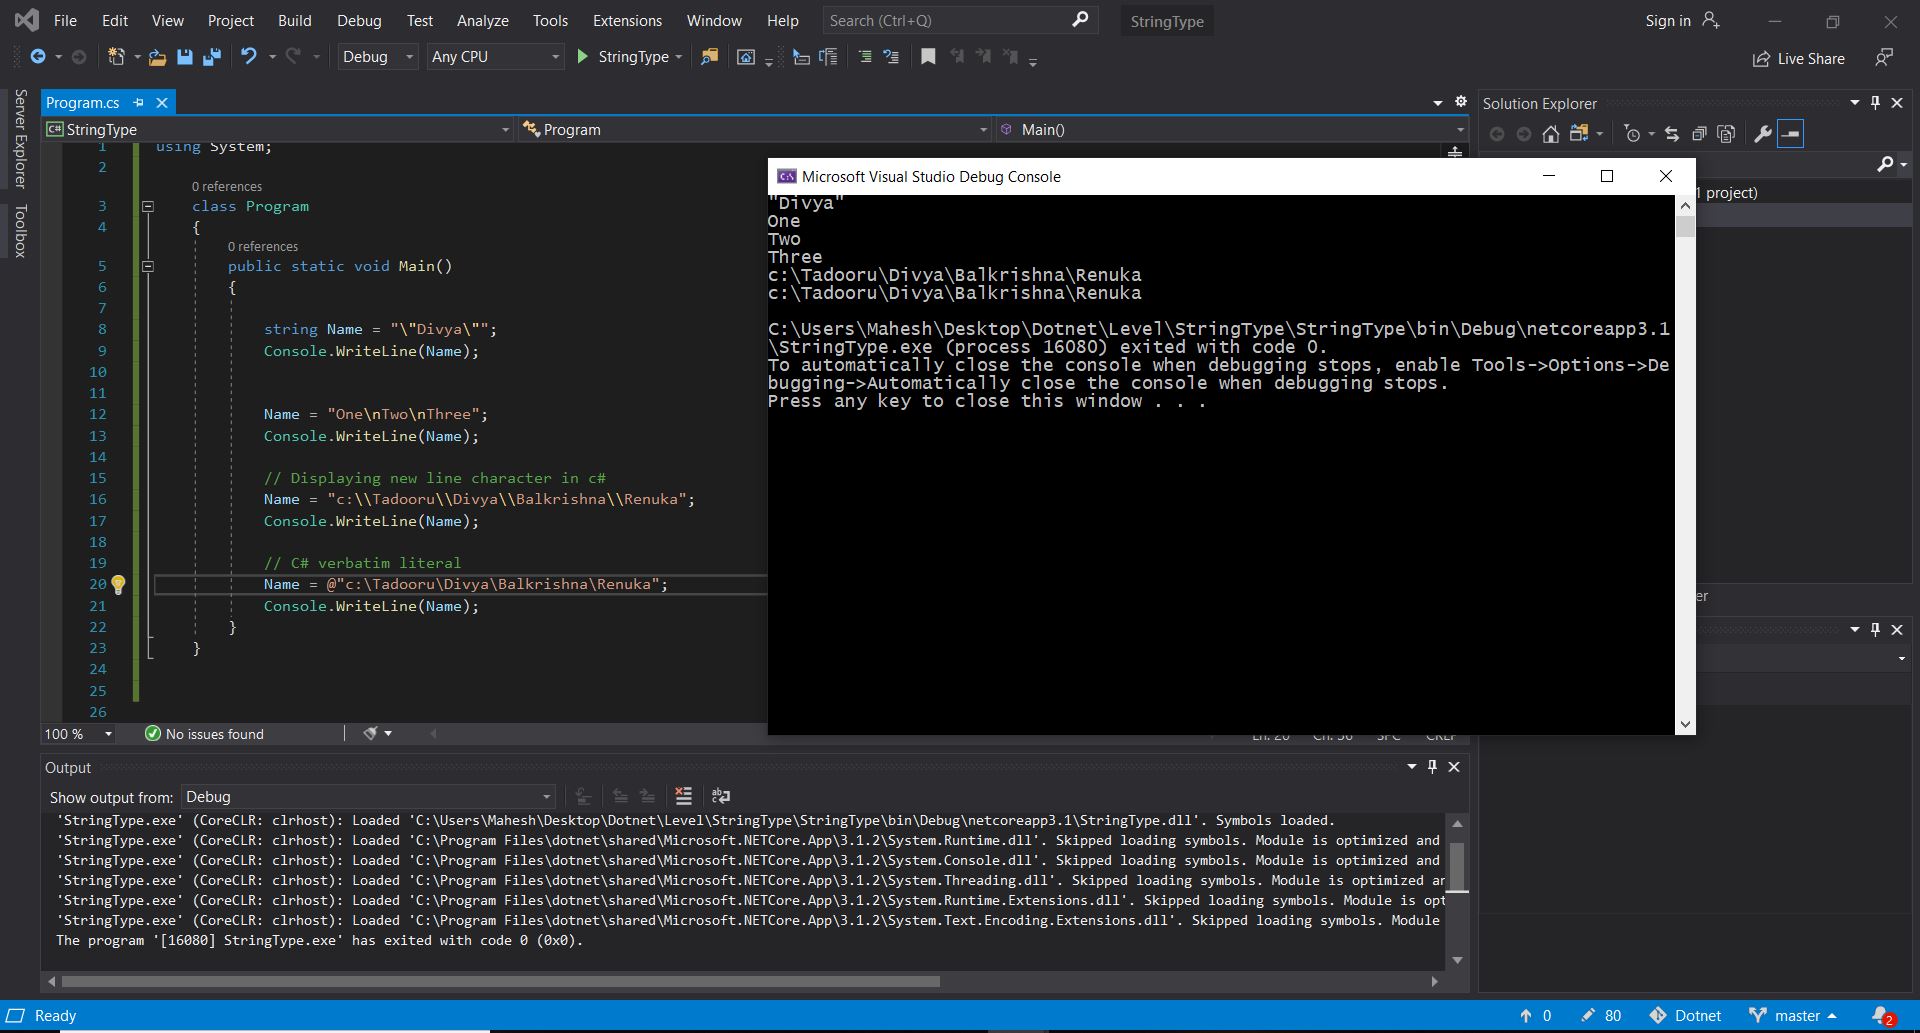 File Edit View Project Build Debug Test Analyze Tools Extensions Window Help Search (Ctrl+Q) StringType Sign in
Debug Any CPU StringType Live Share
Server Explorer
Toolbox
Program.cs
StringType Program Main()
1 using System;
2
0 references
3 class Program
4 {
0 references
5 public static void Main()
6 {
7
8 string Name = "\"Divya\"";
9 Console.WriteLine(Name);
10
11
12 Name = "One\nTwo\nThree";
13 Console.WriteLine(Name);
14
15 // Displaying new line character in c#
16 Name = "c:\\Tadooru\\Divya\\Balkrishna\\Renuka";
17 Console.WriteLine(Name);
18
19 // C# verbatim literal
20 Name = @"c:\Tadooru\Divya\Balkrishna\Renuka";
21 Console.WriteLine(Name);
22 }
23 }
24
25
26
100 % No issues found
Ln: 20 Ch: 56 SPC CRLF
Microsoft Visual Studio Debug Console
"Divya"
One
Two
Three
c:\Tadooru\Divya\Balkrishna\Renuka
c:\Tadooru\Divya\Balkrishna\Renuka
C:\Users\Mahesh\Desktop\Dotnet\Level\StringType\StringType\bin\Debug\netcoreapp3.1
\StringType.exe (process 16080) exited with code 0.
To automatically close the console when debugging stops, enable Tools->Options->De
bugging->Automatically close the console when debugging stops.
Press any key to close this window . . .
Solution Explorer
1 project)
er
Output
Show output from: Debug
'StringType.exe' (CoreCLR: clrhost): Loaded 'C:\Users\Mahesh\Desktop\Dotnet\Level\StringType\StringType\bin\Debug\netcoreapp3.1\StringType.dll'. Symbols loaded.
'StringType.exe' (CoreCLR: clrhost): Loaded 'C:\Program Files\dotnet\shared\Microsoft.NETCore.App\3.1.2\System.Runtime.dll'. Skipped loading symbols. Module is optimized and
'StringType.exe' (CoreCLR: clrhost): Loaded 'C:\Program Files\dotnet\shared\Microsoft.NETCore.App\3.1.2\System.Console.dll'. Skipped loading symbols. Module is optimized and
'StringType.exe' (CoreCLR: clrhost): Loaded 'C:\Program Files\dotnet\shared\Microsoft.NETCore.App\3.1.2\System.Threading.dll'. Skipped loading symbols. Module is optimized ar
'StringType.exe' (CoreCLR: clrhost): Loaded 'C:\Program Files\dotnet\shared\Microsoft.NETCore.App\3.1.2\System.Runtime.Extensions.dll'. Skipped loading symbols. Module is opt
'StringType.exe' (CoreCLR: clrhost): Loaded 'C:\Program Files\dotnet\shared\Microsoft.NETCore.App\3.1.2\System.Text.Encoding.Extensions.dll'. Skipped loading symbols. Module
The program '[16080] StringType.exe' has exited with code 0 (0x0).
Ready 0 80 Dotnet master 2